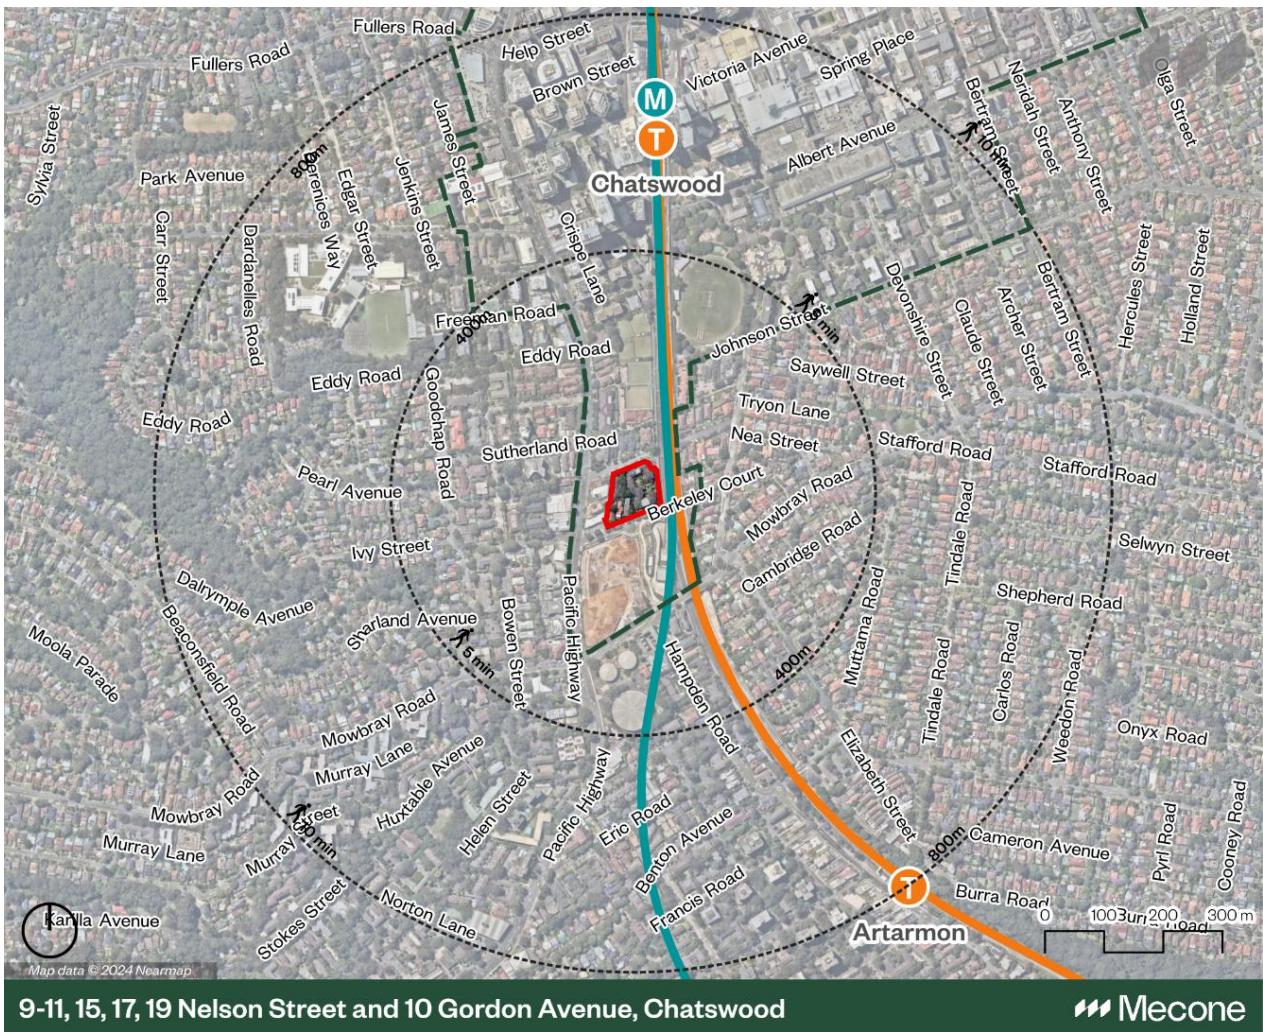 Fullers Road
Help Street
Fullers Road
Brown Street
Victoria Avenue
Spring Place
M
T
Chatswood
Albert Avenue
Neridah Street
Olga Street
Bertram Street
Anthony Street
10 min
Sylvia Street
800m
James Street
Park Avenue
Berenices Way
Edgar Street
Jenkins Street
Crispe Lane
Carr Street
Dardanelles Road
Hercules Street
Holland Street
Bertram Street
Devonshire Street
Archer Street
Claude Street
Freeman Road
400m
Johnson Street
5 min
Eddy Road
Saywell Street
Eddy Road
Goodchap Road
Tryon Lane
Eddy Road
Sutherland Road
Nea Street
Stafford Road
Stafford Road
Pearl Avenue
Berkeley Court
Mowbray Road
Tindale Road
Ivy Street
Cambridge Road
Selwyn Street
Dalrymple Avenue
Pacific Highway
Shepherd Road
Beaconsfield Road
Bowen Street
Muttama Road
Moola Parade
5 min
Hampden Road
400m
Tindale Road
Carlos Road
Weedon Road
Mowbray Road
Onyx Road
Murray Lane
Huxtable Avenue
Elizabeth Street
Mowbray Road
10 min
Helen Street
Pacific Highway
Eric Road
Pyrl Road
Cooney Road
Murray Lane
Murray Street
Benton Avenue
800m
Cameron Avenue
T
Francis Road
Burra Road
Karilla Avenue
Stokes Street
Norton Lane
Artarmon
0 100 200 300 m
Burra Road
Map data © 2024 Nearmap
9-11, 15, 17, 19 Nelson Street and 10 Gordon Avenue, Chatswood
Mecone